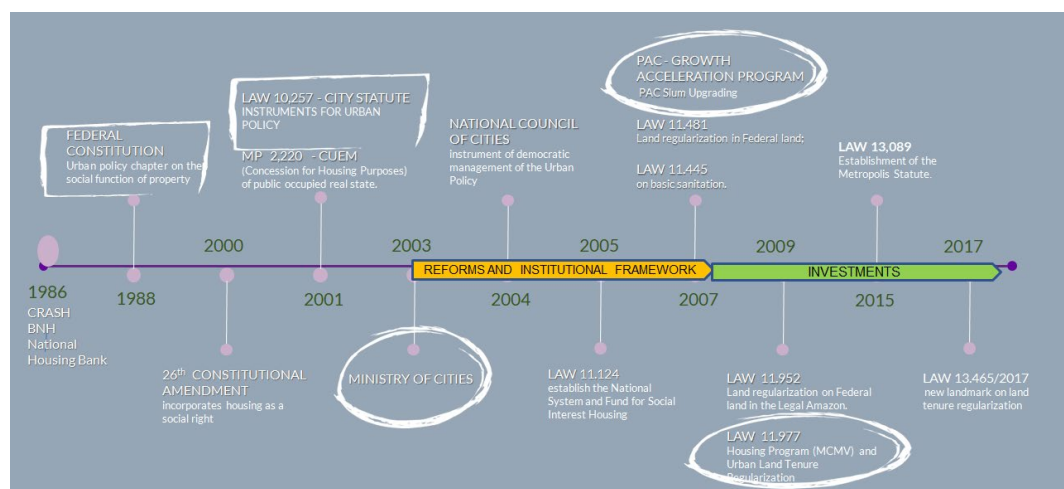 PAC - GROWTH
ACCELERATION PROGRAM
PAC Slum Upgrading
LAW 10,257 - CITY STATUTE
INSTRUMENTS FOR URBAN
POLICY
FEDERAL
CONSTITUTION
Urban policy chapter on the
social function of property
MP 2,220 - CUEM
(Concession for Housing Purposes)
of public occupied real state.
NATIONAL COUNCIL
OF CITIES
instrument of democratic
management of the Urban
Policy
LAW 11.481
Land regularization in Federal land;
LAW 11.445
on basic sanitation.
LAW 13,089
Establishment of the
Metropolis Statute.
2000
2003
2005
2009
2017
REFORMS AND INSTITUTIONAL FRAMEWORK
INVESTMENTS
1986
1988
2001
2004
2007
2015
CRASH
BNH
National
Housing Bank
26th CONSTITUTIONAL
AMENDMENT
incorporates housing as a
social right
MINISTRY OF CITIES
LAW 11.124
establish the National
System and Fund for Social
Interest Housing
LAW 11.952
Land regularization on Federal
land in the Legal Amazon.
LAW 11.977
Housing Program (MCMV) and
Urban Land Tenure
Regularization
LAW 13.465/2017
new landmark on land
tenure regularization